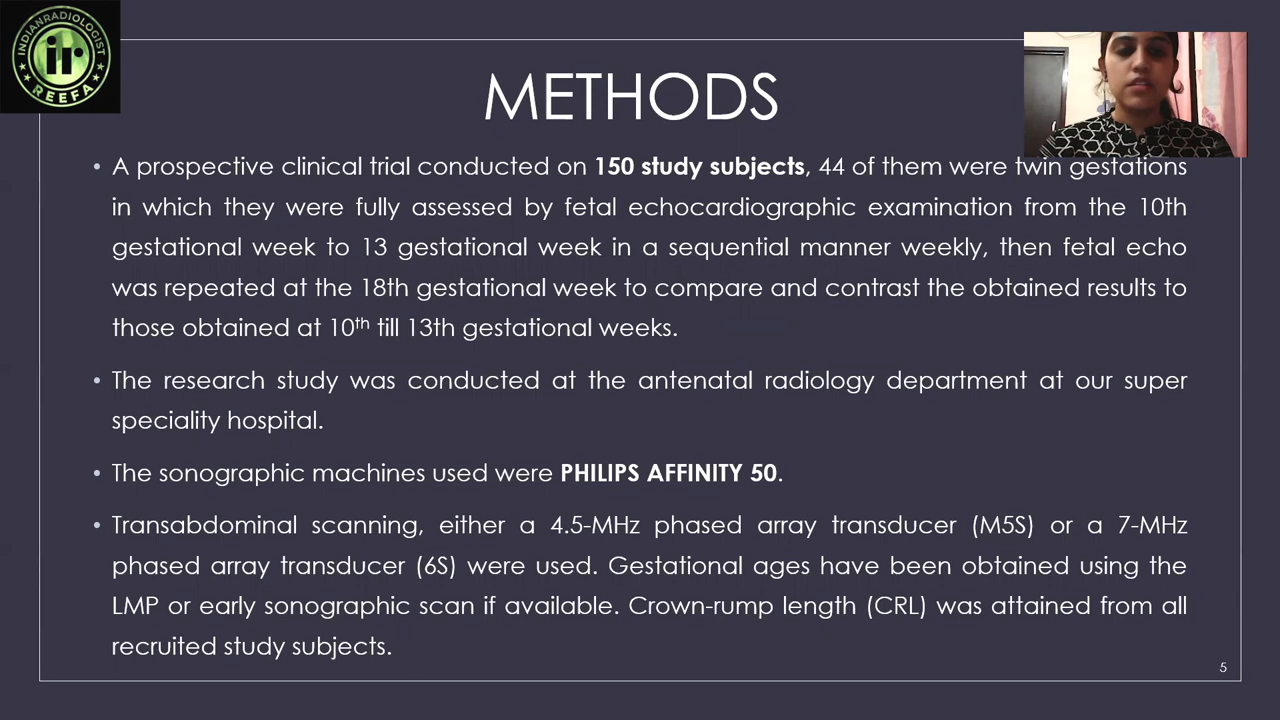 INDIANRADIOLOGIST
ir
REEFA
METHODS
• A prospective clinical trial conducted on 150 study subjects, 44 of them were twin gestations
in which they were fully assessed by fetal echocardiographic examination from the 10th
gestational week to 13 gestational week in a sequential manner weekly, then fetal echo
was repeated at the 18th gestational week to compare and contrast the obtained results to
those obtained at 10th till 13th gestational weeks.
• The research study was conducted at the antenatal radiology department at our super
speciality hospital.
• The sonographic machines used were PHILIPS AFFINITY 50.
• Transabdominal scanning, either a 4.5-MHz phased array transducer (M5S) or a 7-MHz
phased array transducer (6S) were used. Gestational ages have been obtained using the
LMP or early sonographic scan if available. Crown-rump length (CRL) was attained from all
recruited study subjects.
5